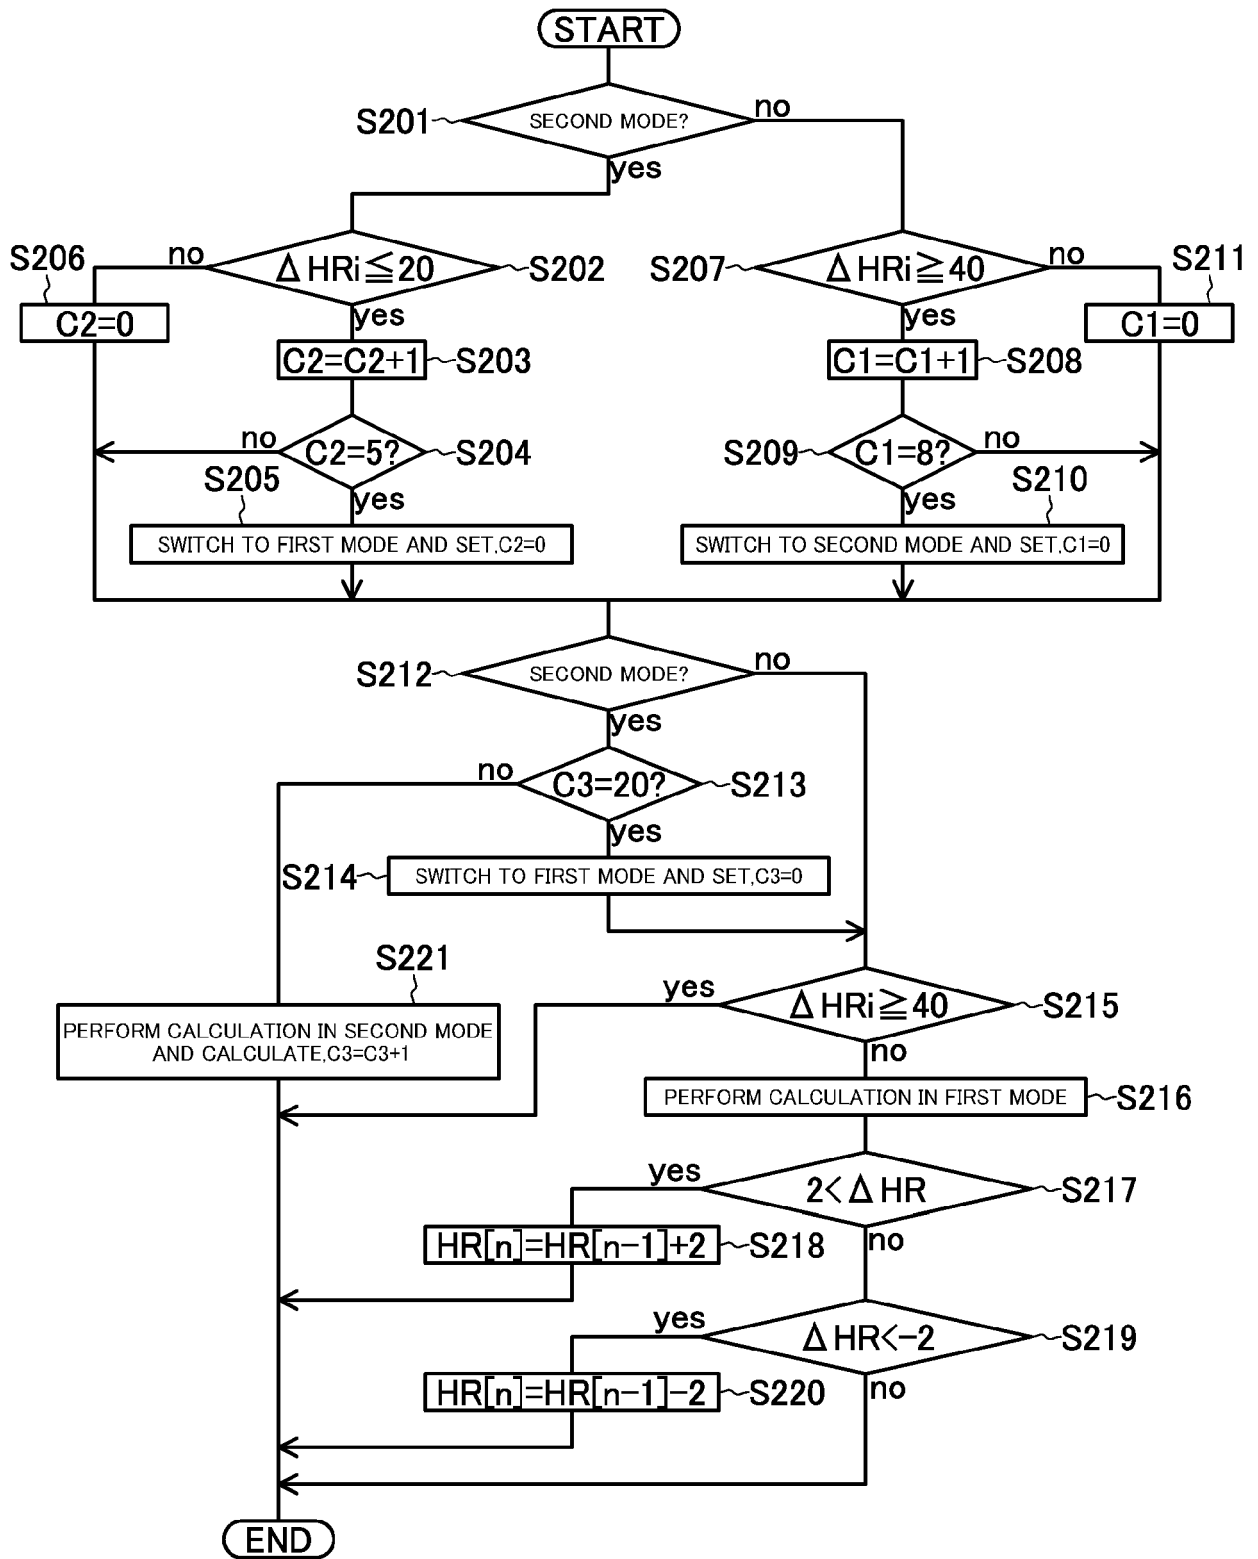 START
S201
SECOND MODE?
no
yes
S206
no
ΔHRi≦20
S202
S207
ΔHRi≧40
no
S211
C2=0
yes
yes
C1=0
C2=C2+1
S203
C1=C1+1
S208
no
C2=5?
S204
S209
C1=8?
no
S205
yes
yes
S210
SWITCH TO FIRST MODE AND SET,C2=0
SWITCH TO SECOND MODE AND SET,C1=0
S212
SECOND MODE?
no
yes
no
C3=20?
S213
yes
S214
SWITCH TO FIRST MODE AND SET,C3=0
S221
yes
ΔHRi≧40
S215
PERFORM CALCULATION IN SECOND MODE
AND CALCULATE,C3=C3+1
no
PERFORM CALCULATION IN FIRST MODE
S216
yes
2<ΔHR
S217
HR[n]=HR[n-1]+2
S218
no
yes
ΔHR<-2
S219
HR[n]=HR[n-1]-2
S220
no
END